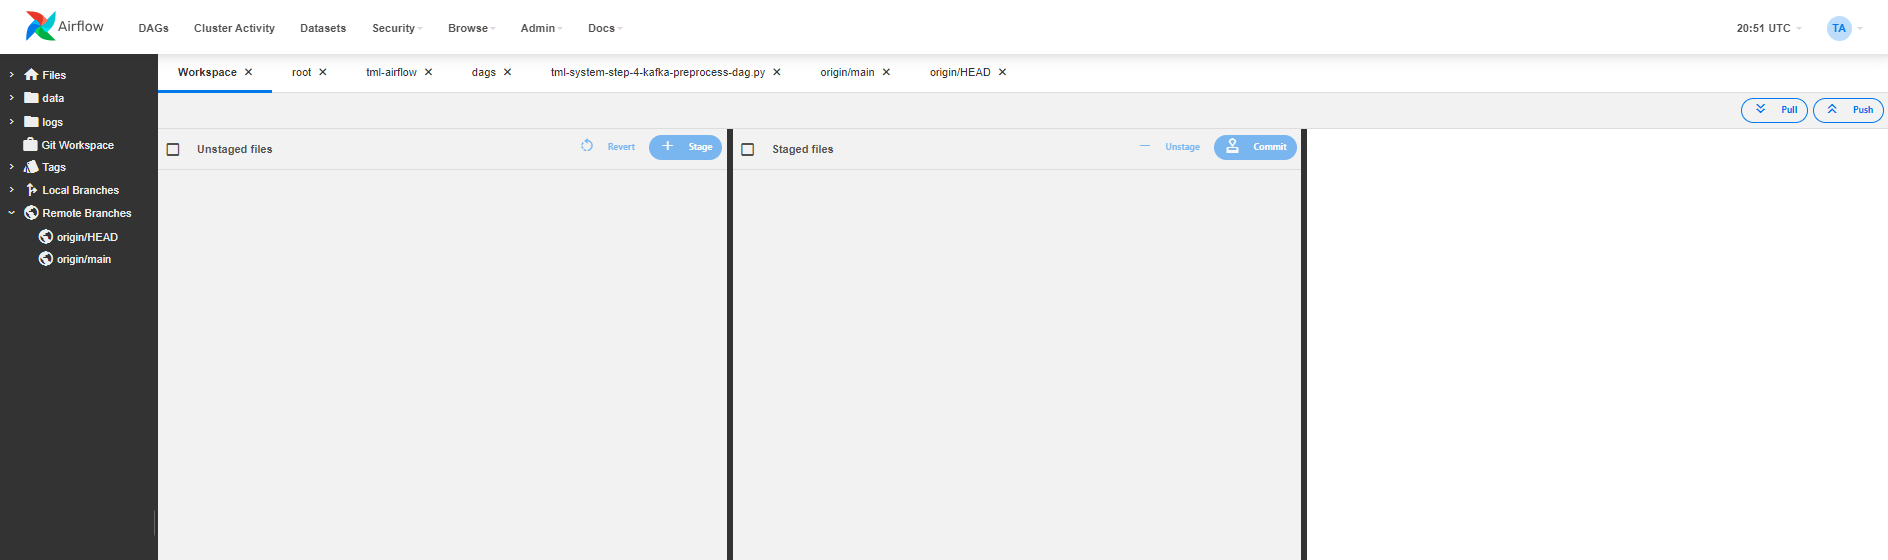 Airflow DAGs Cluster Activity Datasets Security Browse Admin Docs 20:51 UTC TA
Files
data
logs
Git Workspace
Tags
Local Branches
Remote Branches
origin/HEAD
origin/main
Workspace root tml-airflow dags tml-system-step-4-kafka-preprocess-dag.py origin/main origin/HEAD
Pull Push
Unstaged files Revert Stage
Staged files Unstage Commit